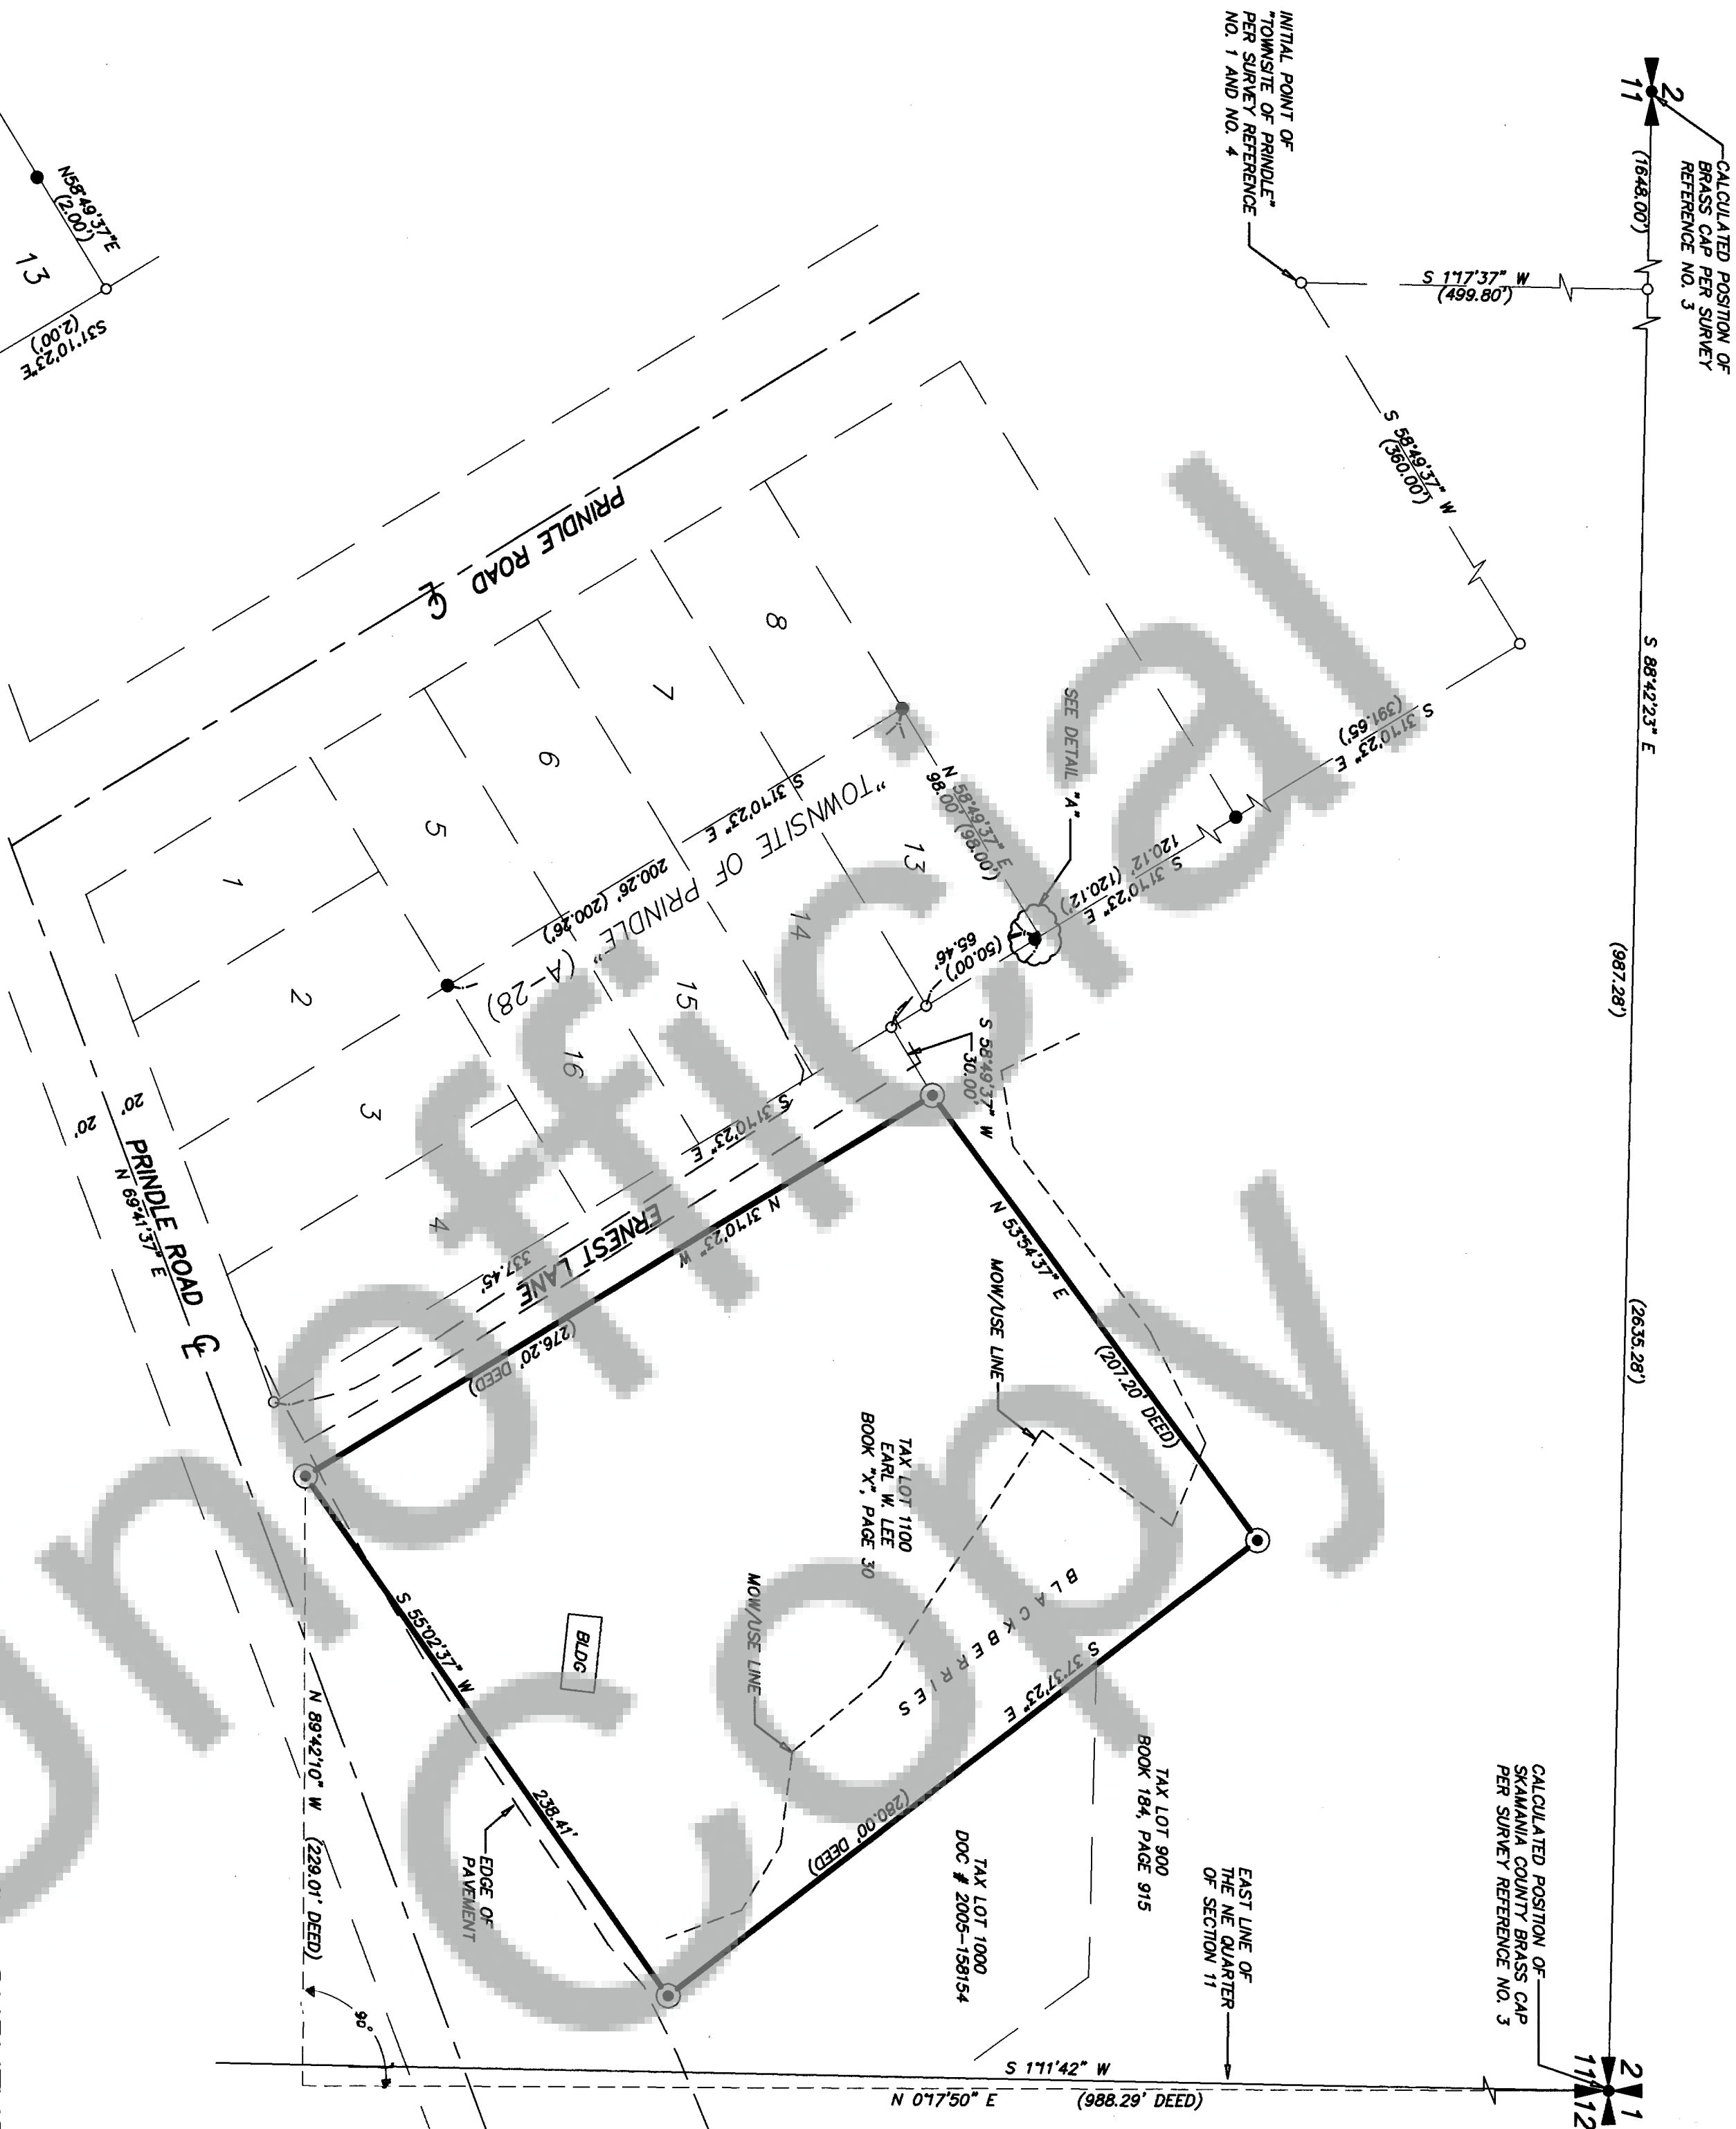 CALCULATED POSITION OF
BRASS CAP PER SURVEY
REFERENCE NO. 3
2
11
(1648.00')
INITIAL POINT OF
"TOWNSITE OF PRINDLE"
PER SURVEY REFERENCE
NO. 1 AND NO. 4
S 1°17'37" W
(499.80')
S 58°49'37" W
(360.00')
S 88°42'23" E
(987.28')
(2635.28')
S 31°10'23" E
(391.65')
N58°49'37"E
(2.00')
13
S31°10'23"E
(2.00')
PRINDLE ROAD ℄
8
7
6
5
1
2
3
4
13
14
15
16
SEE DETAIL "A"
N 58°49'37" E
98.00' (98.00')
S 31°10'23" E
120.12' (120.12')
(50.00')
65.46'
S 31°10'23" E
200.26' (200.26')
"TOWNSITE OF PRINDLE" (A-28)
S 58°49'37" W
30.00'
S 31°10'23" E
337.45'
ERNEST LANE
N 31°10'23" W
(276.20' DEED)
20'
20'
PRINDLE ROAD ℄
N 69°41'37" E
N 53°54'37" E
(207.20' DEED)
MOW/USE LINE
TAX LOT 1100
EARL W. LEE
BOOK "X", PAGE 30
BLACKBERRIES
MOW/USE LINE
BLDG
S 37°37'23" E
(280.00' DEED)
S 55°02'37" W
238.41'
EDGE OF
PAVEMENT
N 89°42'10" W (229.01' DEED)
90°
TAX LOT 900
BOOK 184, PAGE 915
TAX LOT 1000
DOC # 2005-158154
EAST LINE OF
THE NE QUARTER
OF SECTION 11
CALCULATED POSITION OF
SKAMANIA COUNTY BRASS CAP
PER SURVEY REFERENCE NO. 3
2
1
11
12
S 1°11'42" W
N 0°17'50" E (988.29' DEED)
Unofficial
Copy